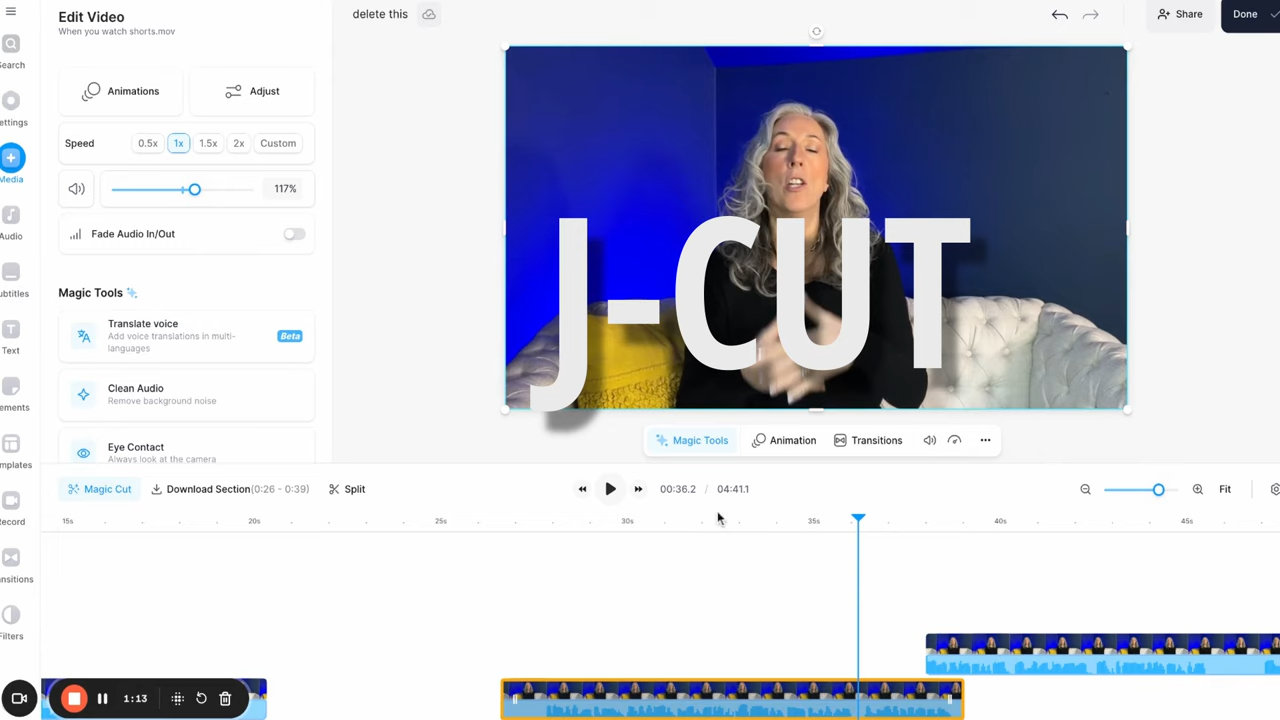 Edit Video
When you watch shorts.mov
delete this
Share
Done
Search
ettings
Media
Audio
ubtitles
Text
ements
mplates
Record
nsitions
Filters
Animations
Adjust
Speed
0.5x
1x
1.5x
2x
Custom
117%
Fade Audio In/Out
Magic Tools
Translate voice
Add voice translations in multi-
languages
Beta
Clean Audio
Remove background noise
Eye Contact
Always look at the camera
J-CUT
Magic Tools
Animation
Transitions
Magic Cut
Download Section(0:26 - 0:39)
Split
00:36.2 / 04:41.1
Fit
15s
20s
25s
30s
35s
40s
45s
1:13